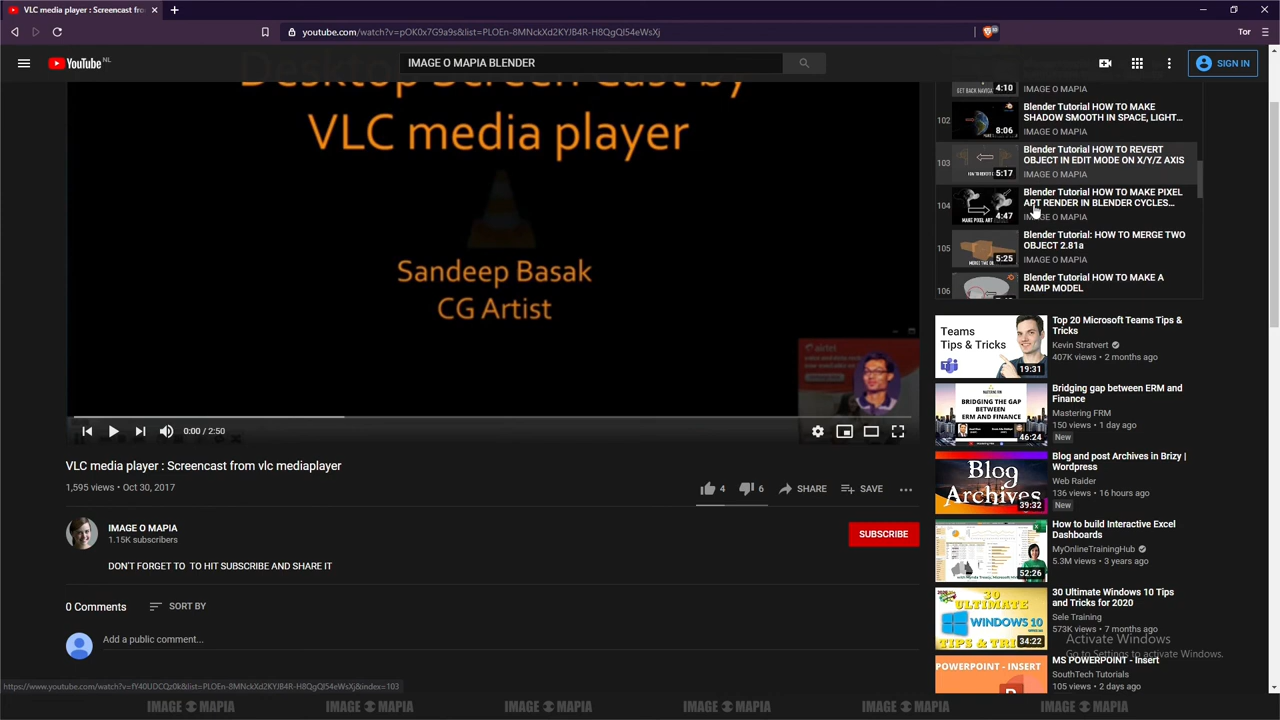 VLC media player : Screencast from
youtube.com/watch?v=pOK0x7G9a9s&list=PLOEn-8MNckXd2KYJB4R-H8QgQI54eWsXj
Tor
YouTube NL
IMAGE O MAPIA BLENDER
SIGN IN
Desktop Screen Cast by
VLC media player
Sandeep Basak
CG Artist
airtel
0:00 / 2:50
4:10
IMAGE O MAPIA
102
8:06
Blender Tutorial HOW TO MAKE
SHADOW SMOOTH IN SPACE, LIGHT...
IMAGE O MAPIA
103
5:17
Blender Tutorial HOW TO REVERT
OBJECT IN EDIT MODE ON X/Y/Z AXIS
IMAGE O MAPIA
104
MAKE PIXEL ART
4:47
Blender Tutorial HOW TO MAKE PIXEL
ART RENDER IN BLENDER CYCLES...
IMAGE O MAPIA
105
5:25
Blender Tutorial: HOW TO MERGE TWO
OBJECT 2.81a
IMAGE O MAPIA
106
Blender Tutorial HOW TO MAKE A
RAMP MODEL
Teams
Tips & Tricks
19:31
Top 20 Microsoft Teams Tips &
Tricks
Kevin Stratvert
407K views • 2 months ago
BRIDGING THE GAP
BETWEEN
ERM AND FINANCE
46:24
Bridging gap between ERM and
Finance
Mastering FRM
150 views • 1 day ago
New
Blog
Archives
39:32
Blog and post Archives in Brizy |
Wordpress
Web Raider
136 views • 16 hours ago
New
52:26
How to build Interactive Excel
Dashboards
MyOnlineTrainingHub
5.3M views • 3 years ago
30 ULTIMATE
WINDOWS 10
TIPS & TRI
34:22
30 Ultimate Windows 10 Tips
and Tricks for 2020
Sele Training
573K views • 7 months ago
POWERPOINT - INSERT
MS POWERPOINT - Insert
SouthTech Tutorials
105 views • 2 days ago
VLC media player : Screencast from vlc mediaplayer
1,595 views • Oct 30, 2017
4
6
SHARE
SAVE
IMAGE O MAPIA
1.15K subscribers
SUBSCRIBE
DON'T FORGET TO TO HIT SUBSCRIBE AND SHARE IT
0 Comments
SORT BY
Add a public comment...
Activate Windows
Go to Settings to activate Windows.
https://www.youtube.com/watch?v=fY40UDCQz0k&list=PLOEn-8MNckXd2KYJB4R-H8QgQI54eWsXj&index=103
IMAGE MAPIA IMAGE MAPIA IMAGE MAPIA IMAGE MAPIA IMAGE MAPIA IMAGE MAPIA